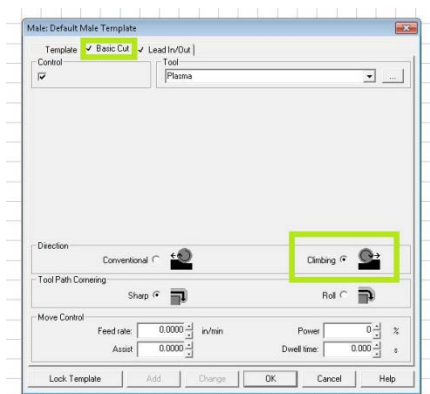 Male: Default Male Template
Template Basic Cut Lead In/Out
Control Tool
Plasma ...
Direction
Conventional Climbing
Tool Path Cornering
Sharp Roll
Move Control
Feed rate: 0.0000 in/min Power 0 %
Assist 0.0000 Dwell time: 0.000 s
Lock Template Add Change OK Cancel Help